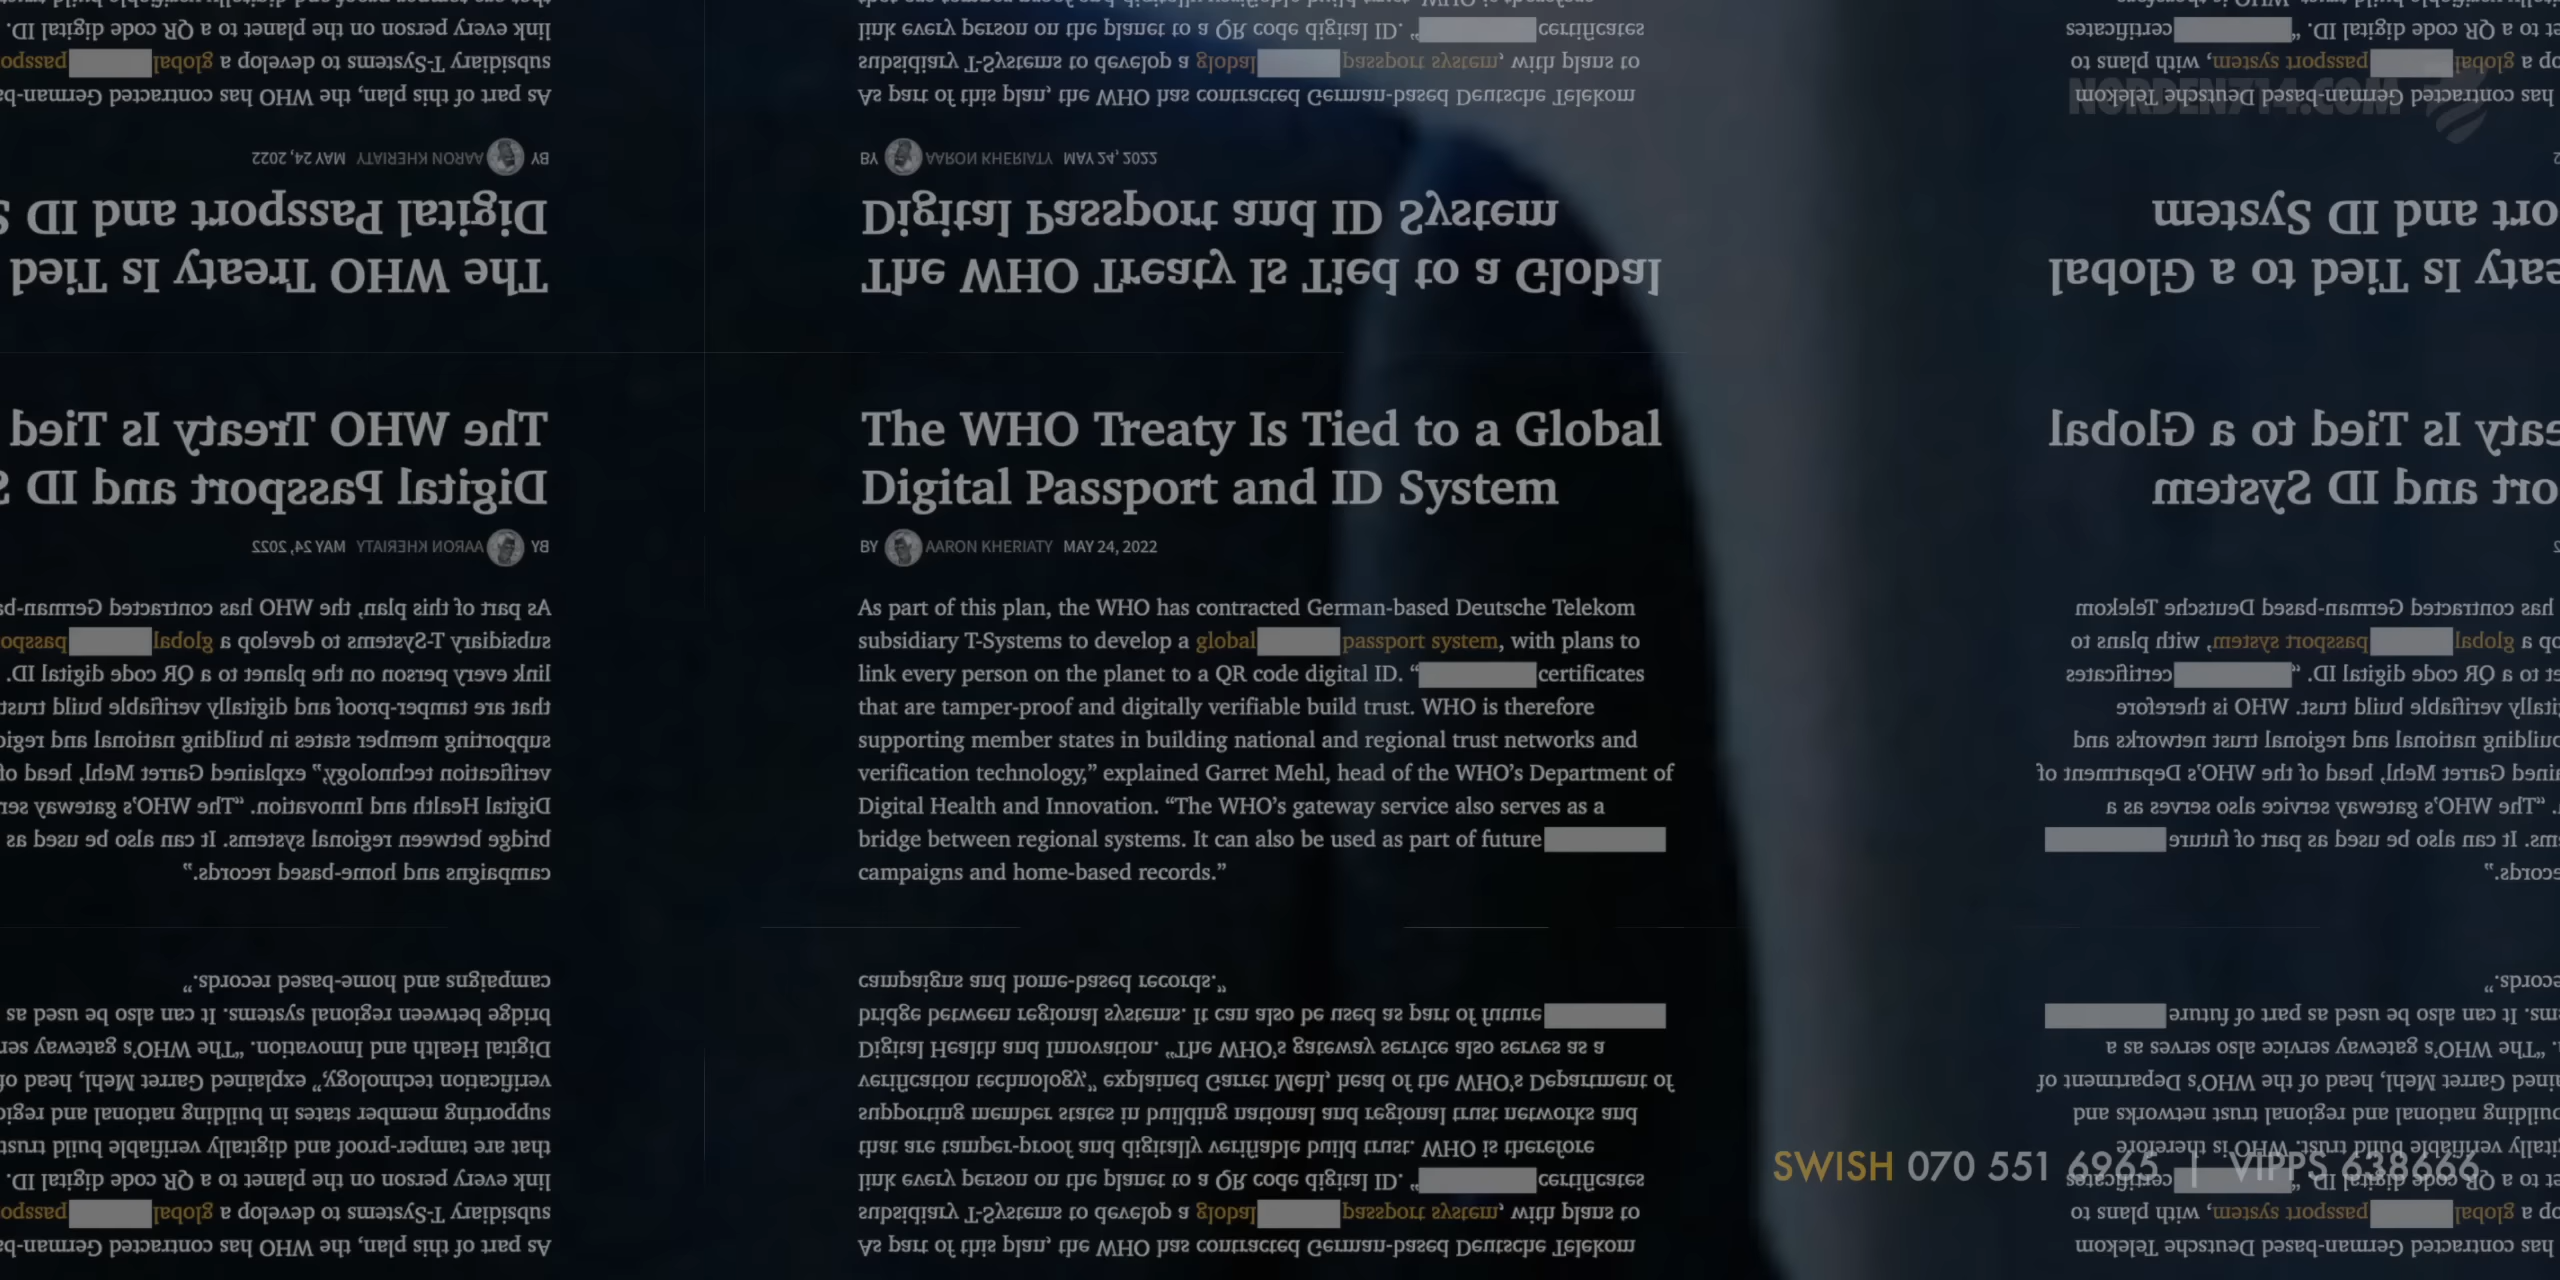 NORDEN24.COM
The WHO Treaty Is Tied to a Global
Digital Passport and ID System
BY AARON KHERIATY MAY 24, 2022
As part of this plan, the WHO has contracted German-based Deutsche Telekom
subsidiary T-Systems to develop a global passport system, with plans to
link every person on the planet to a QR code digital ID. “ certificates
that are tamper-proof and digitally verifiable build trust. WHO is therefore
supporting member states in building national and regional trust networks and
verification technology,” explained Garret Mehl, head of the WHO’s Department of
Digital Health and Innovation. “The WHO’s gateway service also serves as a
bridge between regional systems. It can also be used as part of future
campaigns and home-based records.”
SWISH 070 551 6965 | VIPPS 638666